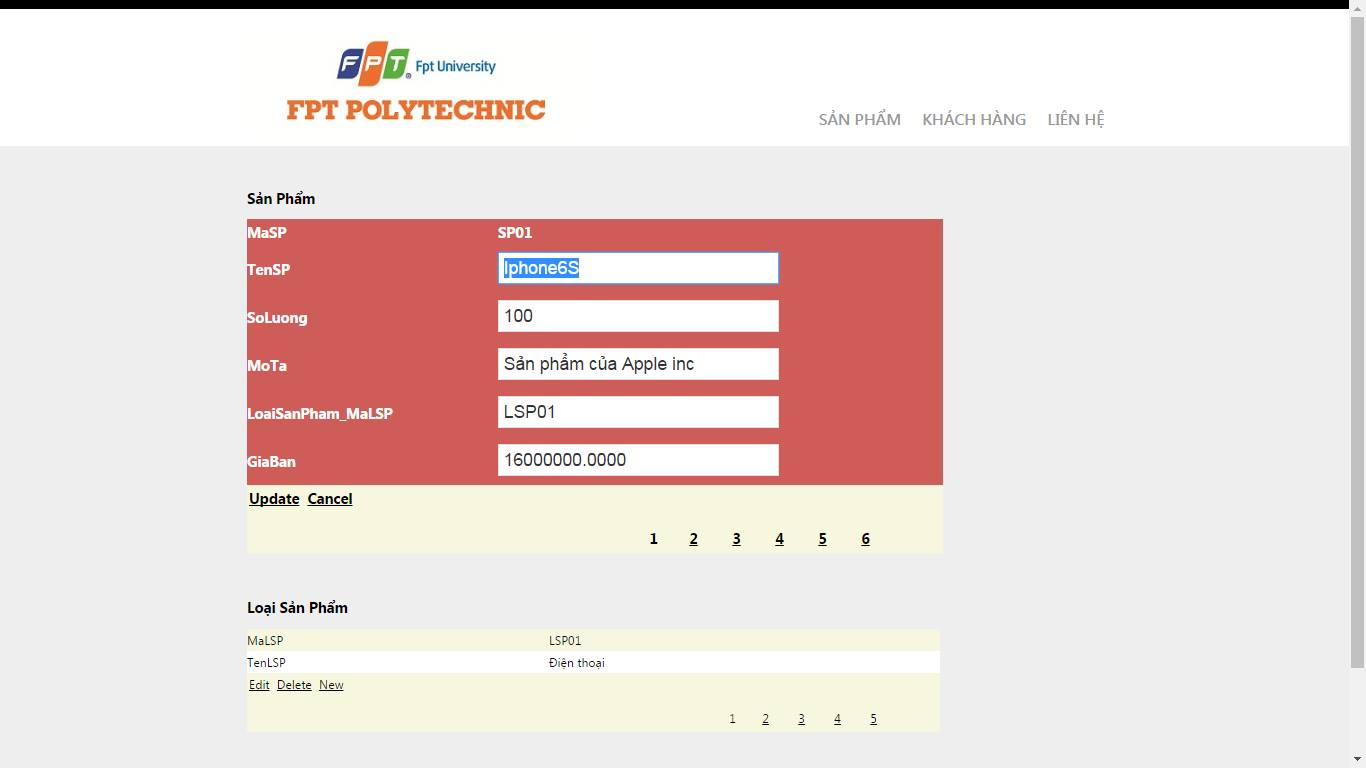 FPT Fpt University
FPT POLYTECHNIC
SẢN PHẨM KHÁCH HÀNG LIÊN HỆ
Sản Phẩm
MaSP SP01
TenSP Iphone6S
SoLuong 100
MoTa Sản phẩm của Apple inc
LoaiSanPham_MaLSP LSP01
GiaBan 16000000.0000
Update Cancel
1 2 3 4 5 6
Loại Sản Phẩm
MaLSP LSP01
TenLSP Điện thoại
Edit Delete New
1 2 3 4 5